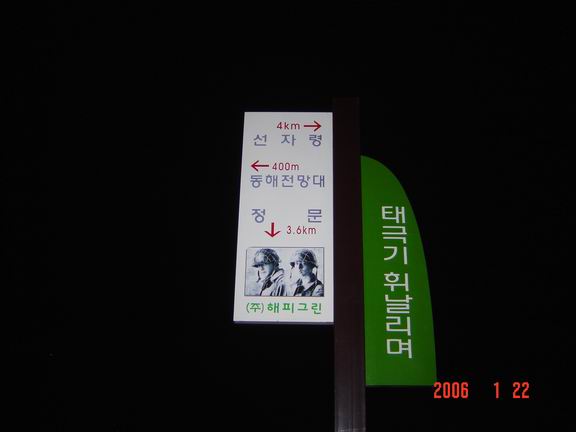 4km →
선 자 령
← 400m
동해전망대
정 문
↓ 3.6km
(주)해피그린
태극기 휘날리며
2006 1 22